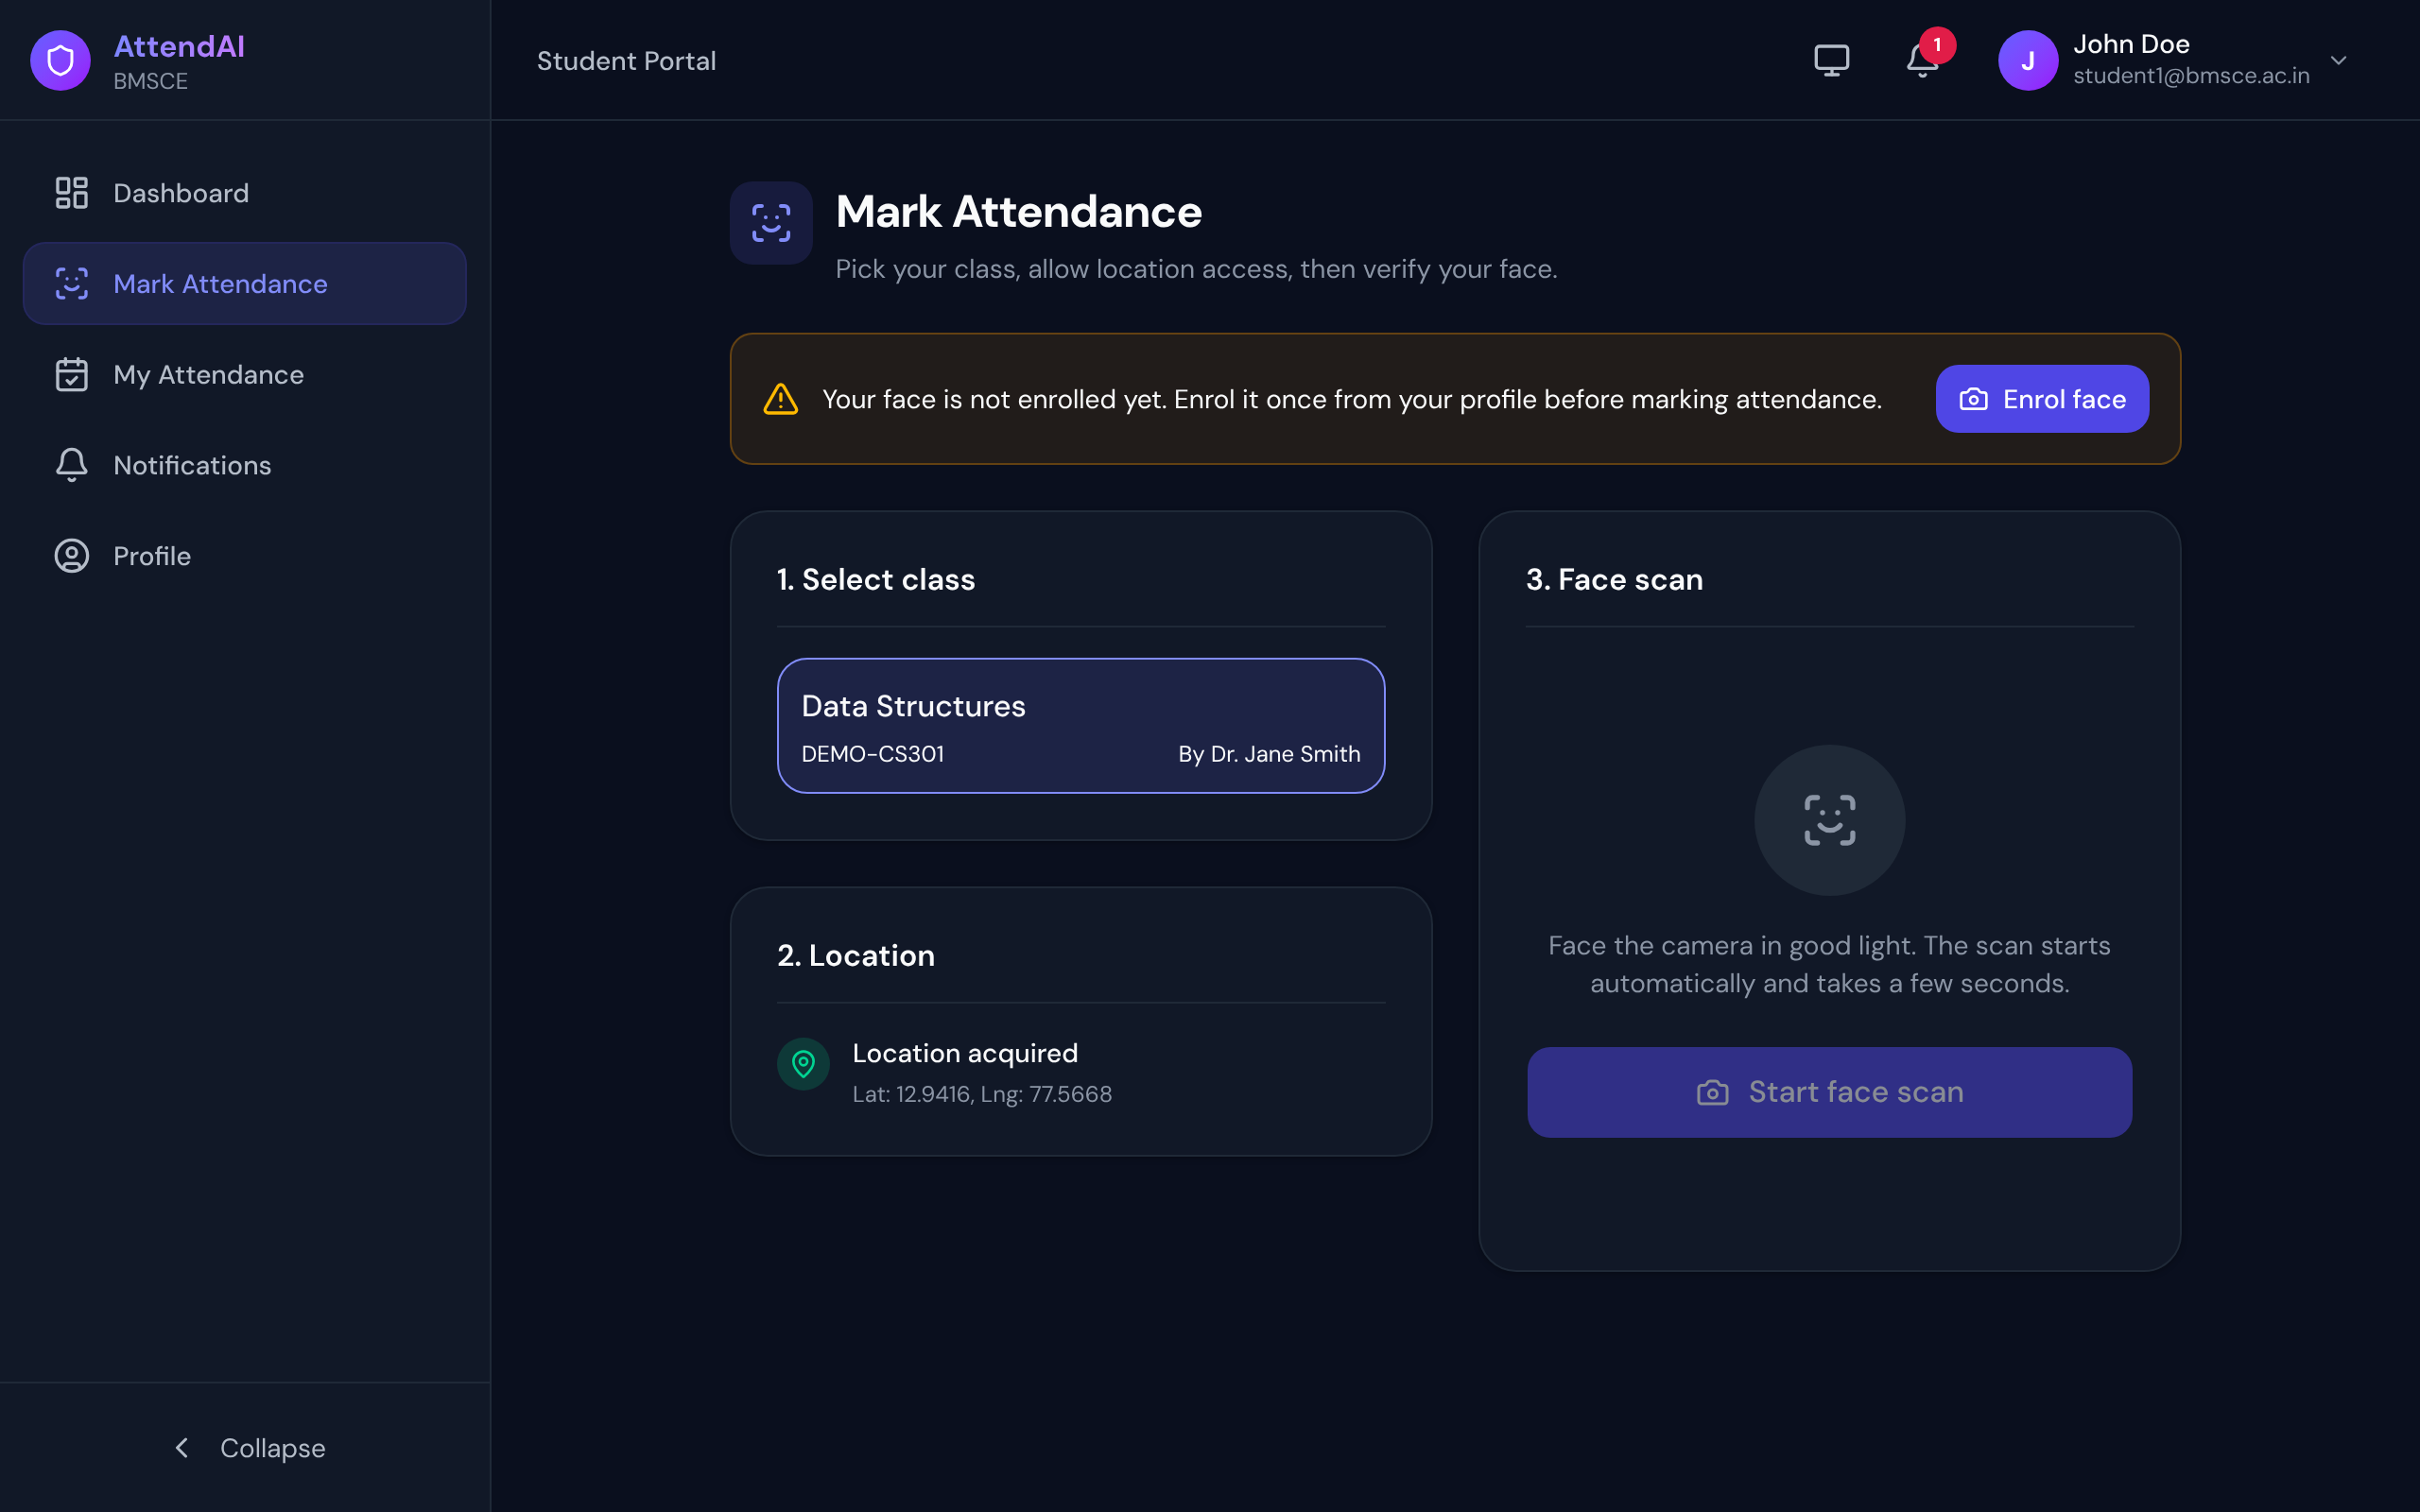 AttendAI
BMSCE
Student Portal
1
J
John Doe
student1@bmsce.ac.in
Dashboard
Mark Attendance
My Attendance
Notifications
Profile
Collapse
Mark Attendance
Pick your class, allow location access, then verify your face.
Your face is not enrolled yet. Enrol it once from your profile before marking attendance.
Enrol face
1. Select class
Data Structures
DEMO-CS301
By Dr. Jane Smith
2. Location
Location acquired
Lat: 12.9416, Lng: 77.5668
3. Face scan
Face the camera in good light. The scan starts
automatically and takes a few seconds.
Start face scan